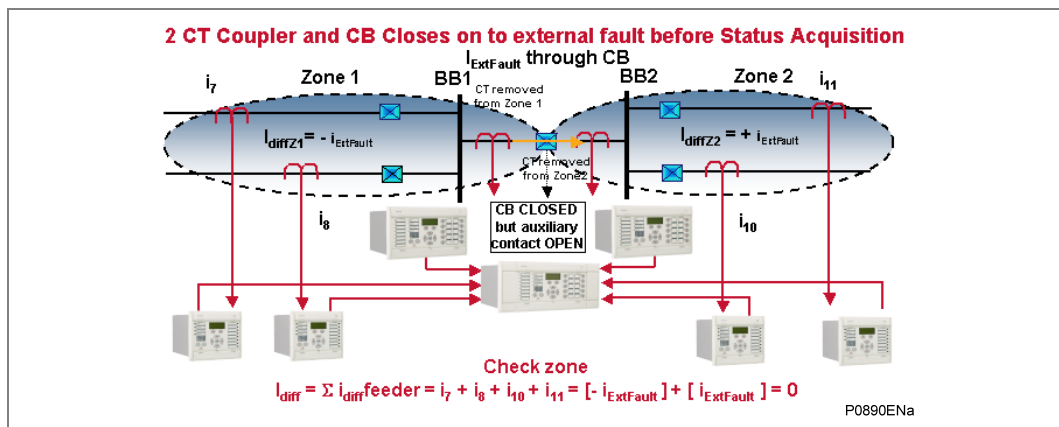 2 CT Coupler and CB Closes on to external fault before Status Acquisition
IExtFault through CB
i7
Zone 1
BB1
BB2
Zone 2
i11
CT removed
from Zone 1
IdiffZ1= - iExtFault
IdiffZ2= + iExtFault
CT removed
from Zone2
i8
CB CLOSED
but auxiliary
contact OPEN
i10
Check zone
Idiff = Σ idifffeeder = i7 + i8 + i10 + i11 = [- iExtFault] + [ iExtFault ] = 0
P0890ENa